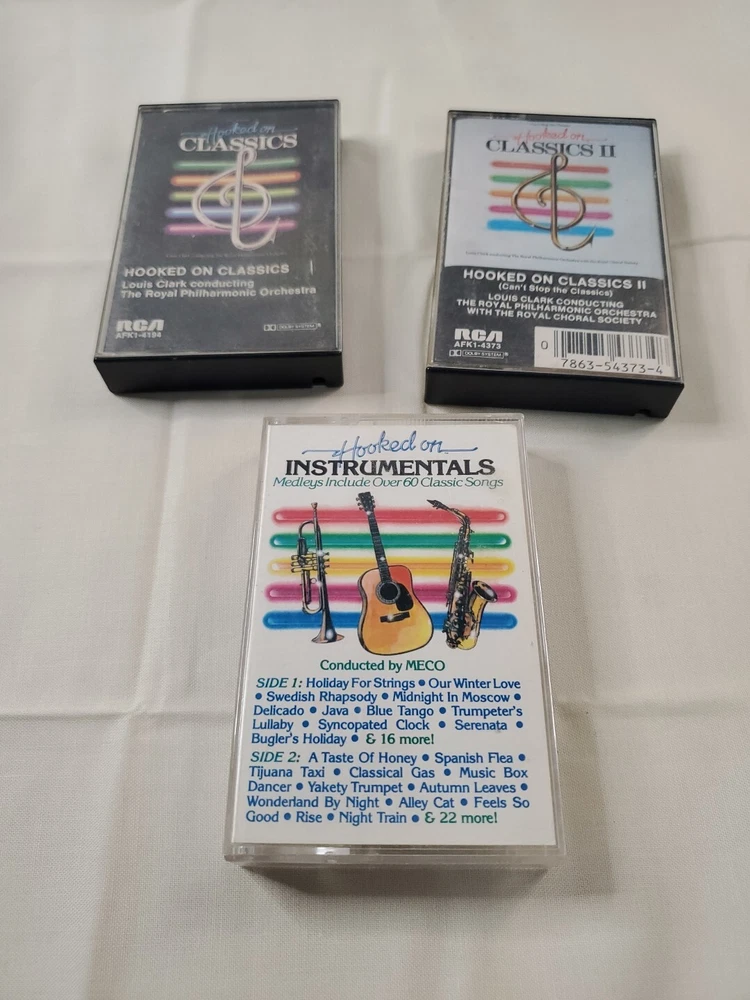 Hooked on
CLASSICS
HOOKED ON CLASSICS
Louis Clark conducting
The Royal Philharmonic Orchestra
RCA
AFK1-4194
DOLBY SYSTEM
Hooked on
CLASSICS II
HOOKED ON CLASSICS II
(Can't Stop the Classics)
LOUIS CLARK CONDUCTING
THE ROYAL PHILHARMONIC ORCHESTRA
WITH THE ROYAL CHORAL SOCIETY
RCA
AFK1-4373
DOLBY SYSTEM
0 7863-54373-4
Hooked on
INSTRUMENTALS
Medleys Include Over 60 Classic Songs
Conducted by MECO
SIDE 1: Holiday For Strings • Our Winter Love
• Swedish Rhapsody • Midnight In Moscow •
Delicado • Java • Blue Tango • Trumpeter's
Lullaby • Syncopated Clock • Serenata •
Bugler's Holiday • & 16 more!
SIDE 2: A Taste Of Honey • Spanish Flea •
Tijuana Taxi • Classical Gas • Music Box
Dancer • Yakety Trumpet • Autumn Leaves •
Wonderland By Night • Alley Cat • Feels So
Good • Rise • Night Train • & 22 more!